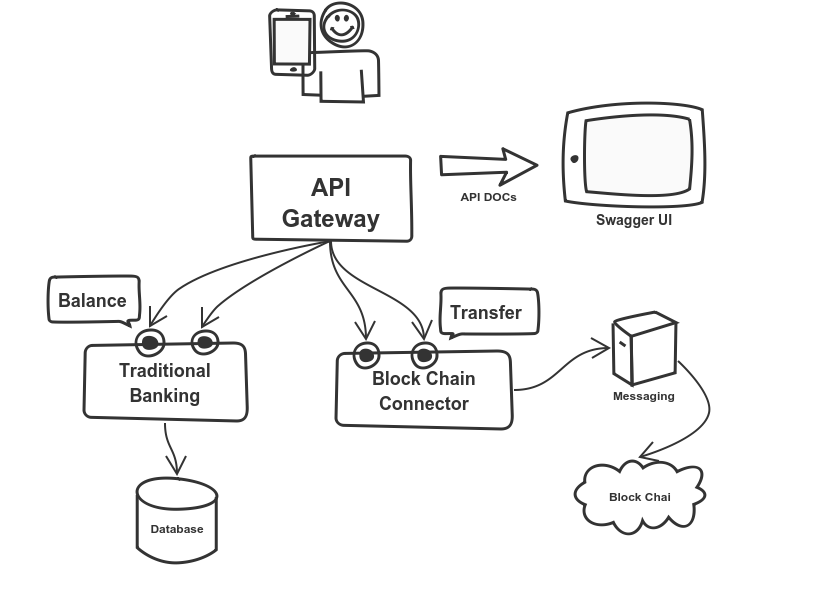 API
Gateway
API DOCs
Swagger UI
Balance
Transfer
Traditional
Banking
Block Chain
Connector
Messaging
Database
Block Chai